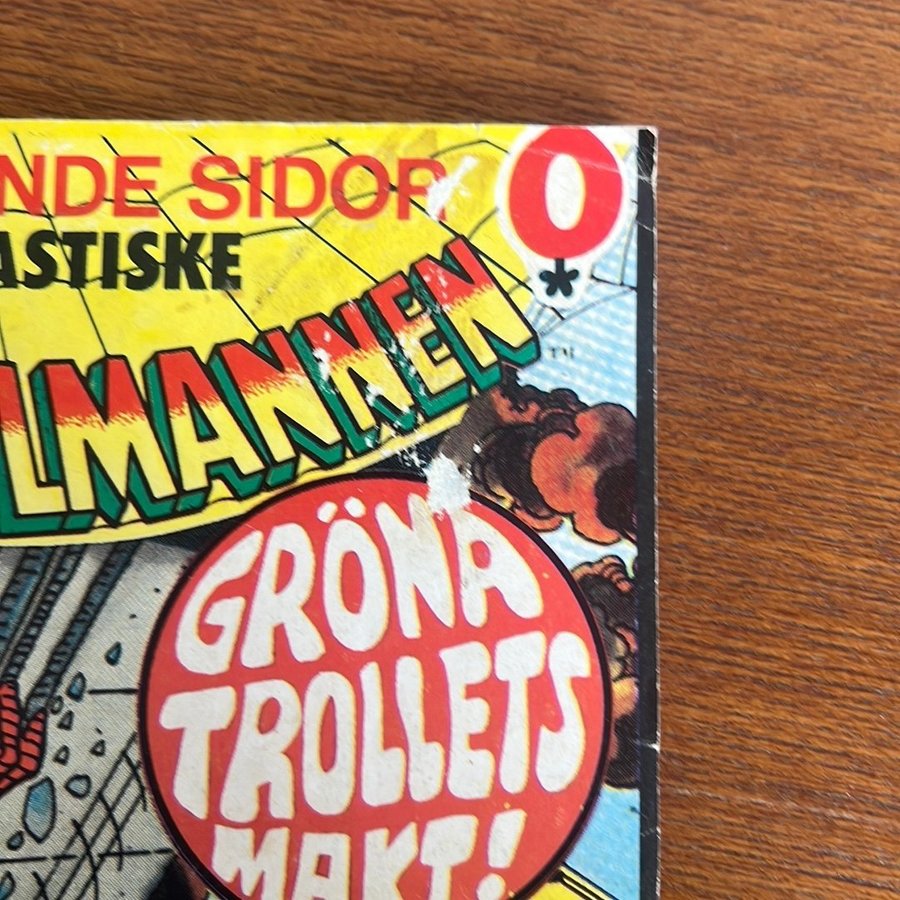 NDE SIDOR
O*
ASTISKE
LMANNEN
TM
GRÖNA
TROLLETS
MAKT!